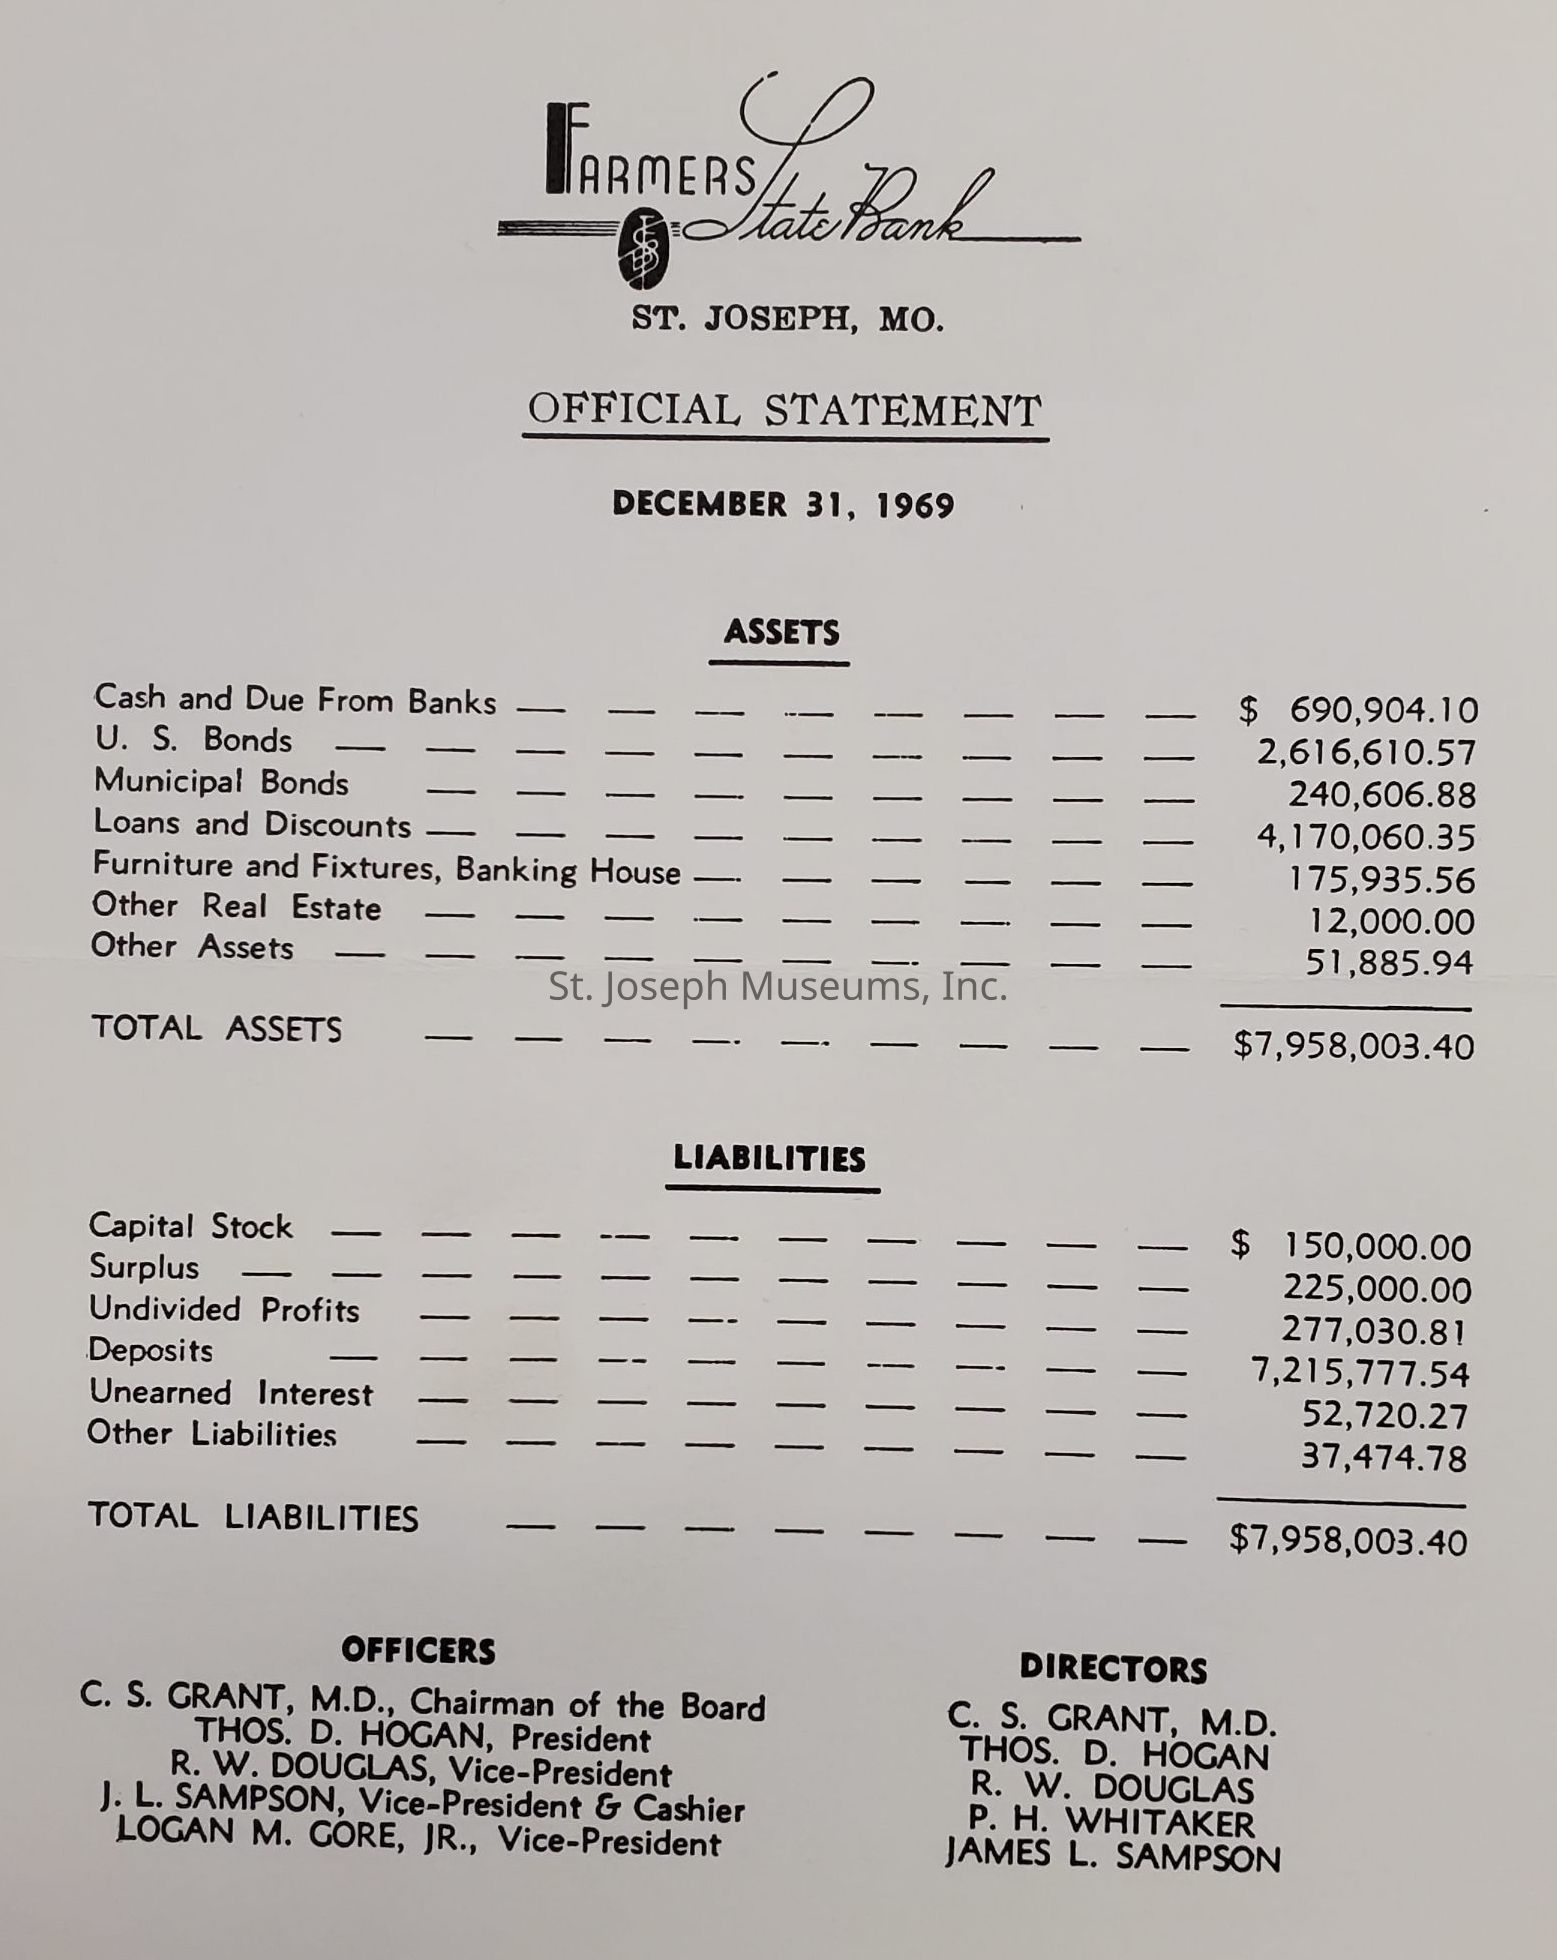 FARMERS State Bank
FSB
ST. JOSEPH, MO.
OFFICIAL STATEMENT
DECEMBER 31, 1969
ASSETS
Cash and Due From Banks — — — — — — — — $ 690,904.10
U. S. Bonds — — — — — — — — — — 2,616,610.57
Municipal Bonds — — — — — — — — — 240,606.88
Loans and Discounts — — — — — — — — — 4,170,060.35
Furniture and Fixtures, Banking House — — — — — — 175,935.56
Other Real Estate — — — — — — — — — 12,000.00
Other Assets — — — — — — — — — — 51,885.94
St. Joseph Museums, Inc.
TOTAL ASSETS — — — — — — — — — $7,958,003.40
LIABILITIES
Capital Stock — — — — — — — — — — $ 150,000.00
Surplus — — — — — — — — — — — 225,000.00
Undivided Profits — — — — — — — — — 277,030.81
Deposits — — — — — — — — — — 7,215,777.54
Unearned Interest — — — — — — — — — 52,720.27
Other Liabilities — — — — — — — — — 37,474.78
TOTAL LIABILITIES — — — — — — — — $7,958,003.40
OFFICERS
C. S. GRANT, M.D., Chairman of the Board
THOS. D. HOGAN, President
R. W. DOUGLAS, Vice-President
J. L. SAMPSON, Vice-President & Cashier
LOGAN M. GORE, JR., Vice-President
DIRECTORS
C. S. GRANT, M.D.
THOS. D. HOGAN
R. W. DOUGLAS
P. H. WHITAKER
JAMES L. SAMPSON